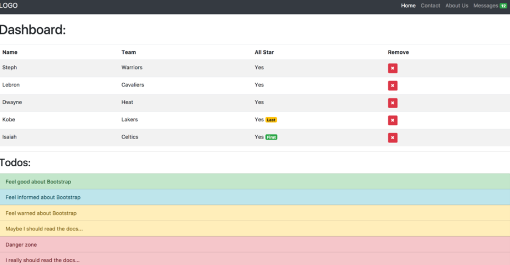 LOGO Home Contact About Us Messages
Dashboard:
Name Team All Star Remove
Steph Warriors Yes
Lebron Cavaliers Yes
Dwayne Heat Yes
Kobe Lakers Yes Last
Isaiah Celtics Yes First
Todos:
Feel good about Bootstrap
Feel informed about Bootstrap
Feel warned about Bootstrap
Maybe I should read the docs...
Danger zone
I really should read the docs...